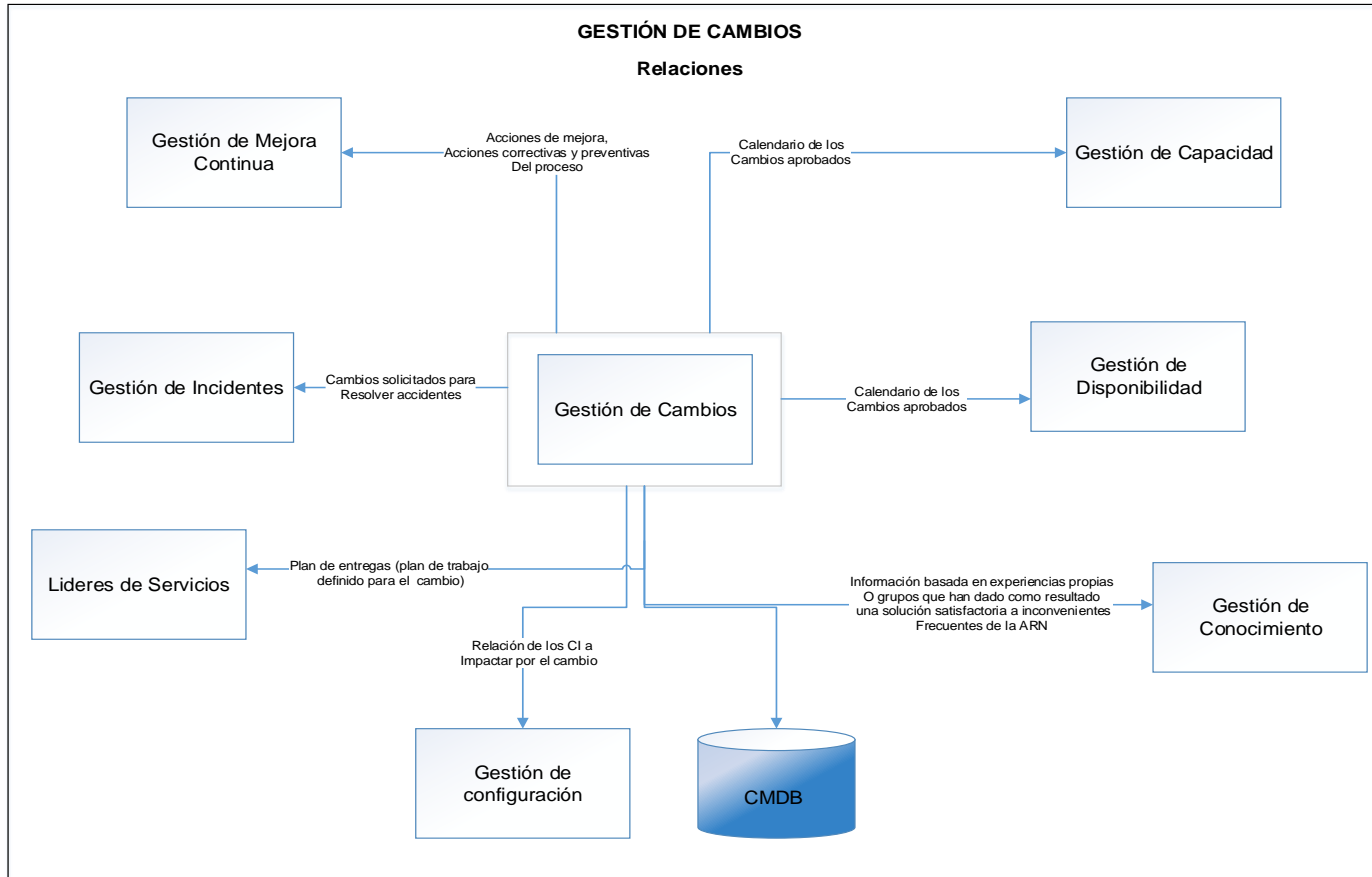 GESTIÓN DE CAMBIOS
Relaciones
Gestión de Mejora
Continua
Acciones de mejora,
Acciones correctivas y preventivas
Del proceso
Calendario de los
Cambios aprobados
Gestión de Capacidad
Gestión de Incidentes
Cambios solicitados para
Resolver accidentes
Gestión de Cambios
Calendario de los
Cambios aprobados
Gestión de
Disponibilidad
Lideres de Servicios
Plan de entregas (plan de trabajo
definido para el cambio)
Información basada en experiencias propias
O grupos que han dado como resultado
una solución satisfactoria a inconvenientes
Frecuentes de la ARN
Gestión de
Conocimiento
Relación de los CI a
Impactar por el cambio
Gestión de
configuración
CMDB